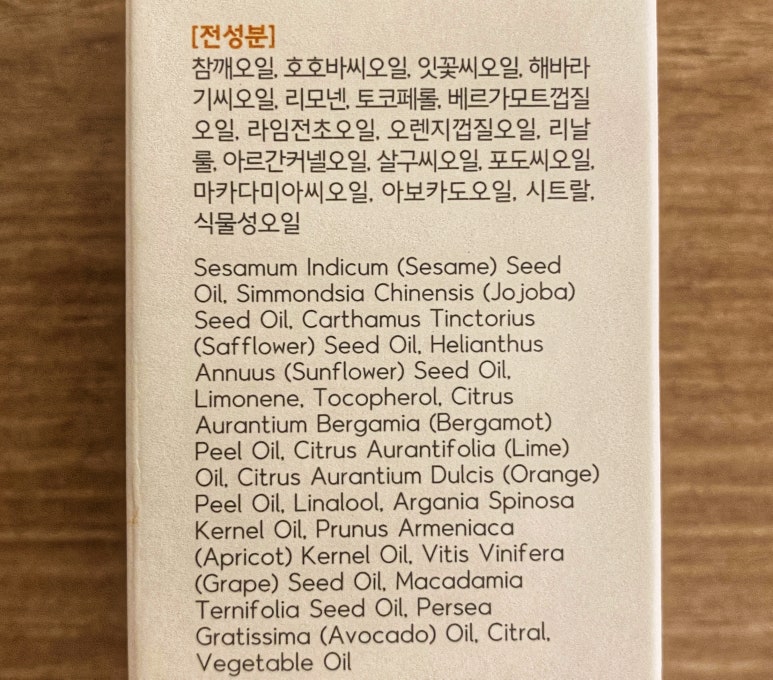 [전성분]
참깨오일, 호호바씨오일, 잇꽃씨오일, 해바라
기씨오일, 리모넨, 토코페롤, 베르가모트껍질
오일, 라임전초오일, 오렌지껍질오일, 리날
룰, 아르간커넬오일, 살구씨오일, 포도씨오일,
마카다미아씨오일, 아보카도오일, 시트랄,
식물성오일
Sesamum Indicum (Sesame) Seed
Oil, Simmondsia Chinensis (Jojoba)
Seed Oil, Carthamus Tinctorius
(Safflower) Seed Oil, Helianthus
Annuus (Sunflower) Seed Oil,
Limonene, Tocopherol, Citrus
Aurantium Bergamia (Bergamot)
Peel Oil, Citrus Aurantifolia (Lime)
Oil, Citrus Aurantium Dulcis (Orange)
Peel Oil, Linalool, Argania Spinosa
Kernel Oil, Prunus Armeniaca
(Apricot) Kernel Oil, Vitis Vinifera
(Grape) Seed Oil, Macadamia
Ternifolia Seed Oil, Persea
Gratissima (Avocado) Oil, Citral,
Vegetable Oil